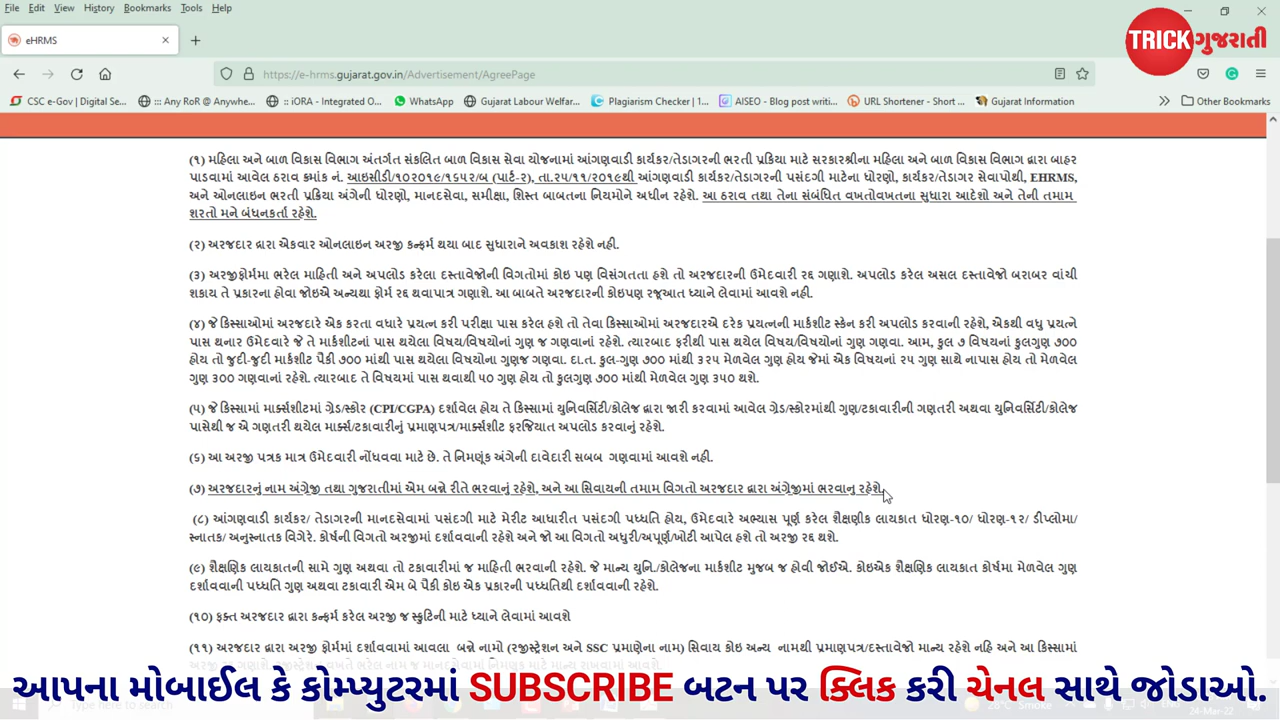 File Edit View History Bookmarks Tools Help
eHRMS
TRICKગુજરાતી
https://e-hrms.gujarat.gov.in/Advertisement/AgreePage
CSC e-Gov | Digital Se... ::: Any RoR @ Anywhe... :: iORA - Integrated O... WhatsApp Gujarat Labour Welfar... Plagiarism Checker | 1... AISEO - Blog post writi... URL Shortener - Short ... Gujarat Information Other Bookmarks
(૧) મહિલા અને બાળ વિકાસ વિભાગ અંતર્ગત સંકલિત બાળ વિકાસ સેવા યોજનામાં આંગણવાડી કાર્યકર/તેડાગરની ભરતી પ્રક્રિયા માટે સરકારશ્રીના મહિલા અને બાળ વિકાસ વિભાગ દ્વારા બાહર
પાડવામાં આવેલ ઠરાવ ક્રમાંક નં. આઇસીડી/૧૦૨૦૧૯/૧૬૫૨/બ (પાર્ટ-૨), તા.૨૫/૧૧/૨૦૧૯થી આંગણવાડી કાર્યકર/તેડાગરની પસંદગી માટેના ધોરણો, કાર્યકર/તેડાગર સેવાપોથી, EHRMS,
અને ઓનલાઇન ભરતી પ્રક્રિયા અંગેની ધોરણો, માનદસેવા, સમીક્ષા, શિસ્ત બાબતના નિયમોને અધીન રહેશે. આ ઠરાવ તથા તેના સંબંધિત વખતોવખતના સુધારા આદેશો અને તેની તમામ
શરતો મને બંધનકર્તા રહેશે.
(૨) અરજદાર દ્વારા એકવાર ઓનલાઇન અરજી કન્ફર્મ થયા બાદ સુધારાને અવકાશ રહેશે નહી.
(૩) અરજીફોર્મમા ભરેલ માહિતી અને અપલોડ કરેલા દસ્તાવેજોની વિગતોમાં કોઇ પણ વિસંગતતા હશે તો અરજદારની ઉમેદવારી રદ્દ ગણાશે. અપલોડ કરેલ અસલ દસ્તાવેજો બરાબર વાંચી
શકાય તે પ્રકારના હોવા જોઇએ અન્યથા ફોર્મ રદ્દ થવાપાત્ર ગણાશે. આ બાબતે અરજદારની કોઇપણ રજૂઆત ધ્યાને લેવામાં આવશે નહી.
(૪) જે કિસ્સાઓમાં અરજદારે એક કરતા વધારે પ્રયત્ન કરી પરીક્ષા પાસ કરેલ હશે તો તેવા કિસ્સાઓમાં અરજદારએ દરેક પ્રયત્નની માર્કશીટ સ્કેન કરી અપલોડ કરવાની રહેશે, એકથી વધુ પ્રયત્ને
પાસ થનાર ઉમેદવારે જે તે માર્કશીટનાં પાસ થયેલા વિષય/વિષયોનાં ગુણ જ ગણવાનાં રહેશે. ત્યારબાદ ફરીથી પાસ થયેલ વિષય/વિષયોનાં ગુણ ગણવા. આમ, કુલ ૭ વિષયનાં કુલગુણ ૭૦૦
હોય તો જુદી-જુદી માર્કશીટ પૈકી ૭૦૦ માંથી પાસ થયેલા વિષયોના ગુણજ ગણવા. દા.ત. કુલ-ગુણ ૭૦૦ માંથી ૩૨૫ મેળવેલ ગુણ હોય જેમાં એક વિષયનાં ૨૫ ગુણ સાથે નાપાસ હોય તો મેળવેલ
ગુણ ૩૦૦ ગણવાનાં રહેશે. ત્યારબાદ તે વિષયમાં પાસ થવાથી ૫૦ ગુણ હોય તો કુલગુણ ૭૦૦ માંથી મેળવેલ ગુણ ૩૫૦ થશે.
(૫) જે કિસ્સામાં માર્ક્સશીટમાં ગ્રેડ/સ્કોર (CPI/CGPA) દર્શાવેલ હોય તે કિસ્સામાં યુનિવર્સિટી/કોલેજ દ્વારા જારી કરવામાં આવેલ ગ્રેડ/સ્કોરમાંથી ગુણ/ટકાવારીની ગણતરી અથવા યુનિવર્સિટી/કોલેજ
પાસેથી જ એ ગણતરી થયેલ માર્ક્સ/ટકાવારીનું પ્રમાણપત્ર/માર્ક્સશીટ ફરજિયાત અપલોડ કરવાનું રહેશે.
(૬) આ અરજી પત્રક માત્ર ઉમેદવારી નોંધવવા માટે છે. તે નિમણૂંક અંગેની દાવેદારી સબબ ગણવામાં આવશે નહી.
(૭) અરજદારનું નામ અંગ્રેજી તથા ગુજરાતીમાં એમ બન્ને રીતે ભરવાનું રહેશે, અને આ સિવાયની તમામ વિગતો અરજદાર દ્વારા અંગ્રેજીમાં ભરવાનુ રહેશે.
(૮) આંગણવાડી કાર્યકર/ તેડાગરની માનદસેવામાં પસંદગી માટે મેરીટ આધારીત પસંદગી પધ્ધતિ હોય, ઉમેદવારે અભ્યાસ પૂર્ણ કરેલ શૈક્ષણીક લાયકાત ધોરણ-૧૦/ ધોરણ-૧૨/ ડીપ્લોમા/
સ્નાતક/ અનુસ્નાતક વિગેરે. કોર્ષની વિગતો અરજીમાં દર્શાવવાની રહેશે અને જો આ વિગતો અધુરી/અપૂર્ણ/ખોટી આપેલ હશે તો અરજી રદ્દ થશે.
(૯) શૈક્ષણિક લાયકાતની સામે ગુણ અથવા તો ટકાવારીમાં જ માહિતી ભરવાની રહેશે. જે માન્ય યુનિ./કોલેજના માર્કશીટ મુજબ જ હોવી જોઈએ. કોઇએક શૈક્ષણિક લાયકાત કોર્ષમા મેળવેલ ગુણ
દર્શાવવાની પધ્ધતિ ગુણ અથવા ટકાવારી એમ બે પૈકી કોઇ એક પ્રકારની પધ્ધતિથી દર્શાવવાની રહેશે.
(૧૦) ફક્ત અરજદાર દ્વારા કન્ફર્મ કરેલ અરજી જ સ્ક્રુટિની માટે ધ્યાને લેવામાં આવશે
(૧૧) અરજદાર દ્વારા અરજી ફોર્મમાં દર્શાવવામાં આવલા બન્ને નામો (રજીસ્ટ્રેશન અને SSC પ્રમાણેના નામ) સિવાય કોઇ અન્ય નામથી પ્રમાણપત્ર/દસ્તાવેજો માન્ય રહેશે નહિ અને આ કિસ્સામાં
આપના મોબાઈલ કે કોમ્પ્યુટરમાં SUBSCRIBE બટન પર ક્લિક કરી ચેનલ સાથે જોડાઓ.
Type here to search 28°C Smoke ENG 24-Mar-22